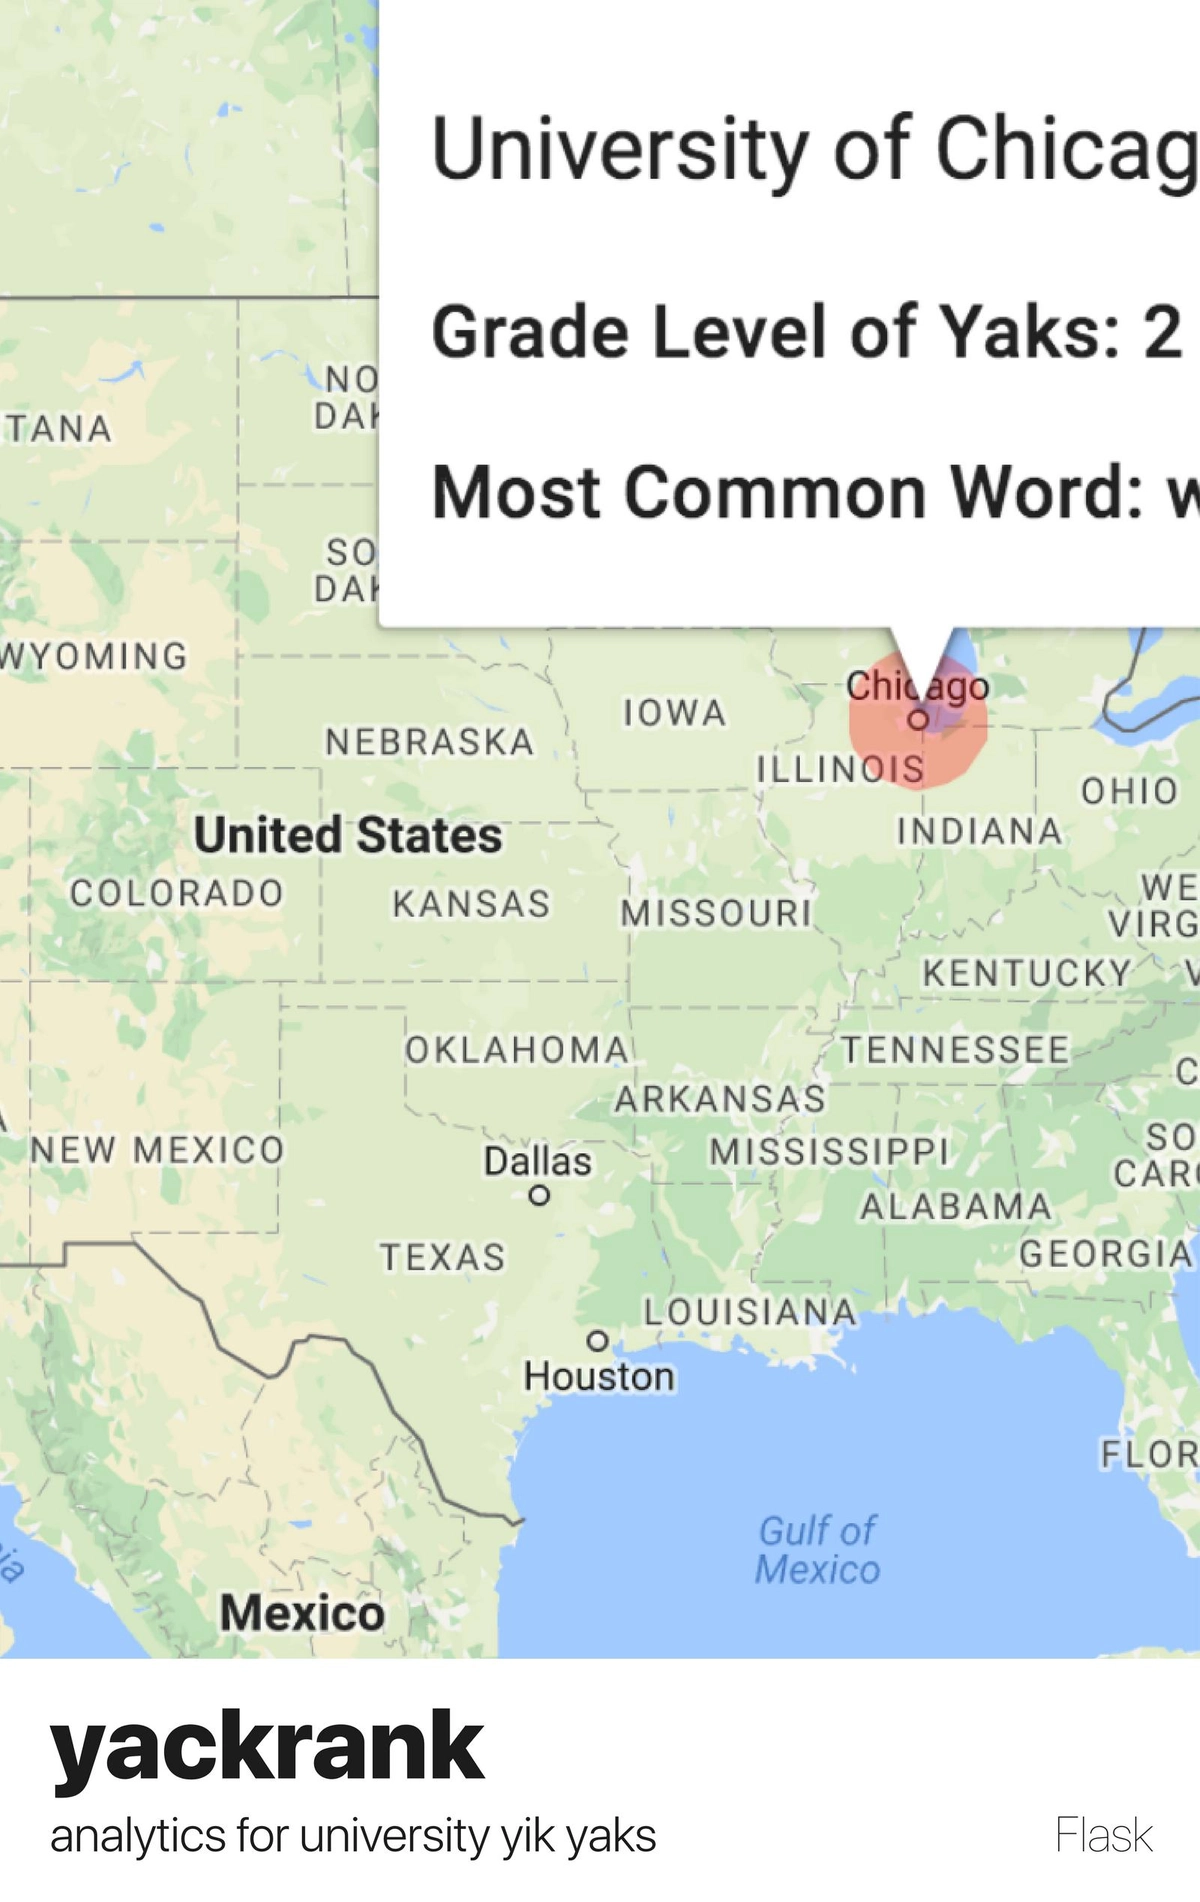 University of Chicag
Grade Level of Yaks: 2
Most Common Word: w
NO
DAK
TANA
SO
DAK
WYOMING
Chicago
IOWA
NEBRASKA
ILLINOIS
OHIO
INDIANA
United States
COLORADO
KANSAS
MISSOURI
WE
VIRG
KENTUCKY
V
OKLAHOMA
TENNESSEE
C
ARKANSAS
NEW MEXICO
MISSISSIPPI
SO
CAR
Dallas
ALABAMA
TEXAS
GEORGIA
LOUISIANA
Houston
FLOR
Gulf of
Mexico
ia
Mexico
yackrank
analytics for university yik yaks
Flask